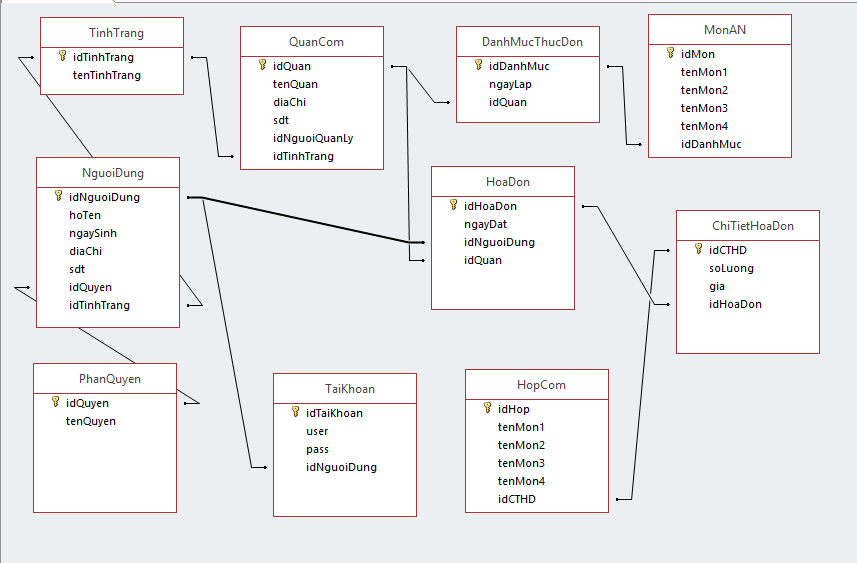 TinhTrang
idTinhTrang
tenTinhTrang
QuanCom
idQuan
tenQuan
diaChi
sdt
idNguoiQuanLy
idTinhTrang
DanhMucThucDon
idDanhMuc
ngayLap
idQuan
MonAN
idMon
tenMon1
tenMon2
tenMon3
tenMon4
idDanhMuc
NguoiDung
idNguoiDung
hoTen
ngaySinh
diaChi
sdt
idQuyen
idTinhTrang
HoaDon
idHoaDon
ngayDat
idNguoiDung
idQuan
ChiTietHoaDon
idCTHD
soLuong
gia
idHoaDon
PhanQuyen
idQuyen
tenQuyen
TaiKhoan
idTaiKhoan
user
pass
idNguoiDung
HopCom
idHop
tenMon1
tenMon2
tenMon3
tenMon4
idCTHD